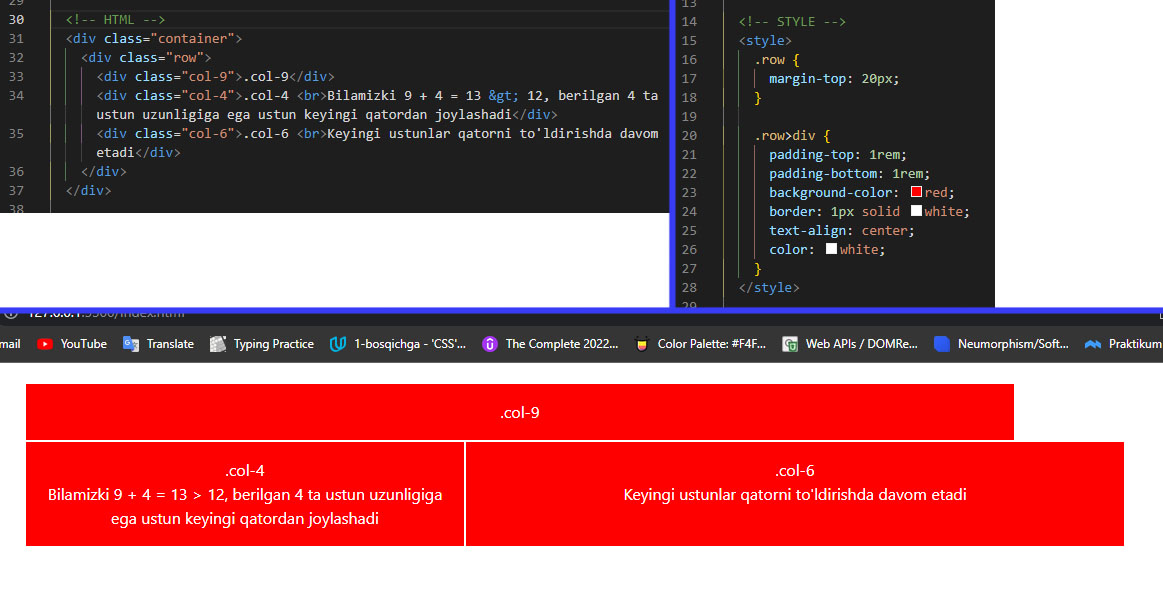 29
30 <!-- HTML -->
31 <div class="container">
32 <div class="row">
33 <div class="col-9">.col-9</div>
34 <div class="col-4">.col-4 <br>Bilamizki 9 + 4 = 13 &gt; 12, berilgan 4 ta
ustun uzunligiga ega ustun keyingi qatordan joylashadi</div>
35 <div class="col-6">.col-6 <br>Keyingi ustunlar qatorni to'ldirishda davom
etadi</div>
36 </div>
37 </div>
38
13
14 <!-- STYLE -->
15 <style>
16 .row {
17 margin-top: 20px;
18 }
19
20 .row>div {
21 padding-top: 1rem;
22 padding-bottom: 1rem;
23 background-color: red;
24 border: 1px solid white;
25 text-align: center;
26 color: white;
27 }
28 </style>
29
127.0.0.1:5500/index.html
mail YouTube Translate Typing Practice 1-bosqichga - 'CSS'... The Complete 2022... Color Palette: #F4F... Web APIs / DOMRe... Neumorphism/Soft... Praktikum
.col-9
.col-4
Bilamizki 9 + 4 = 13 > 12, berilgan 4 ta ustun uzunligiga
ega ustun keyingi qatordan joylashadi
.col-6
Keyingi ustunlar qatorni to'ldirishda davom etadi